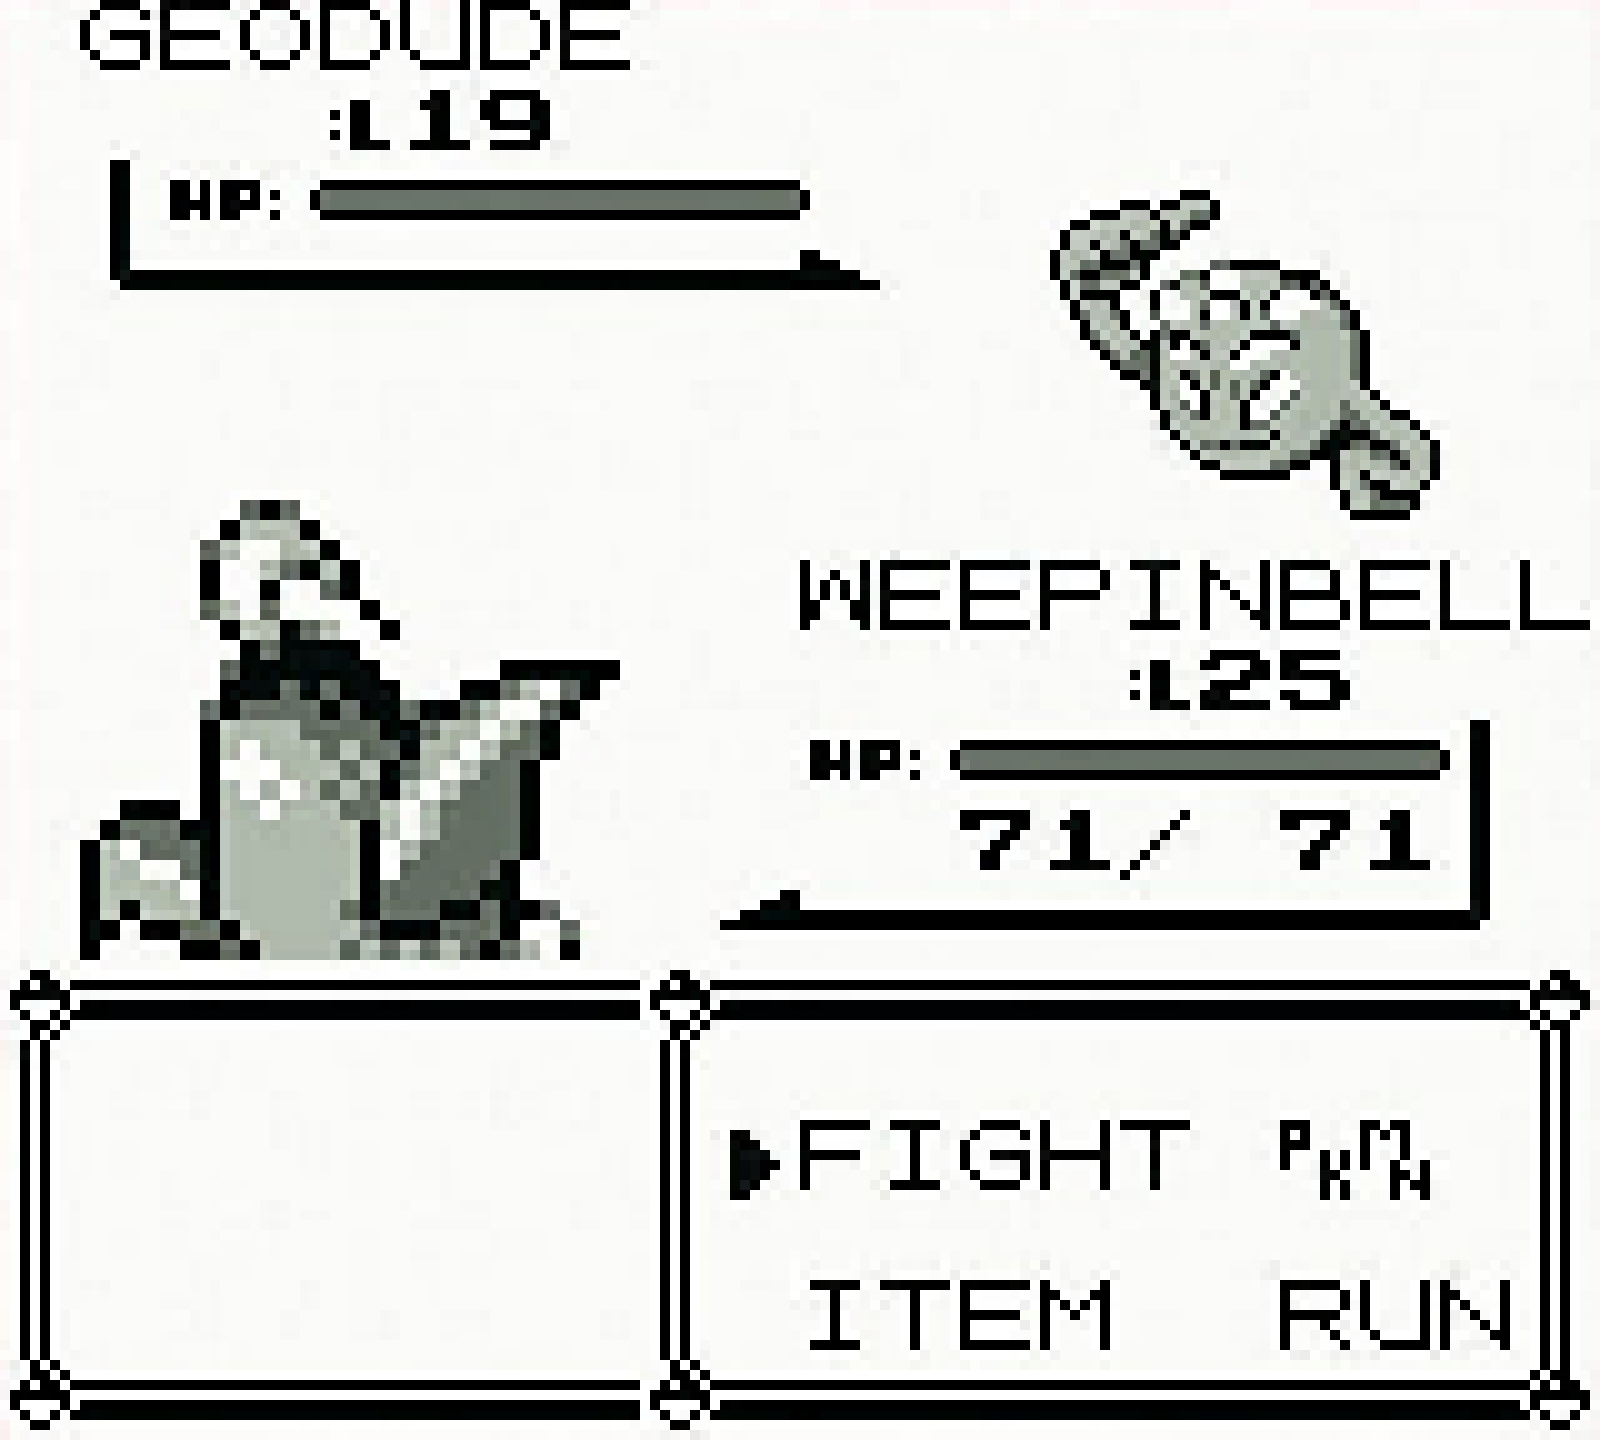 GEODUDE
:L19
HP:
WEEPINBELL
:L25
HP:
71/ 71
▶FIGHT PKMN
ITEM RUN